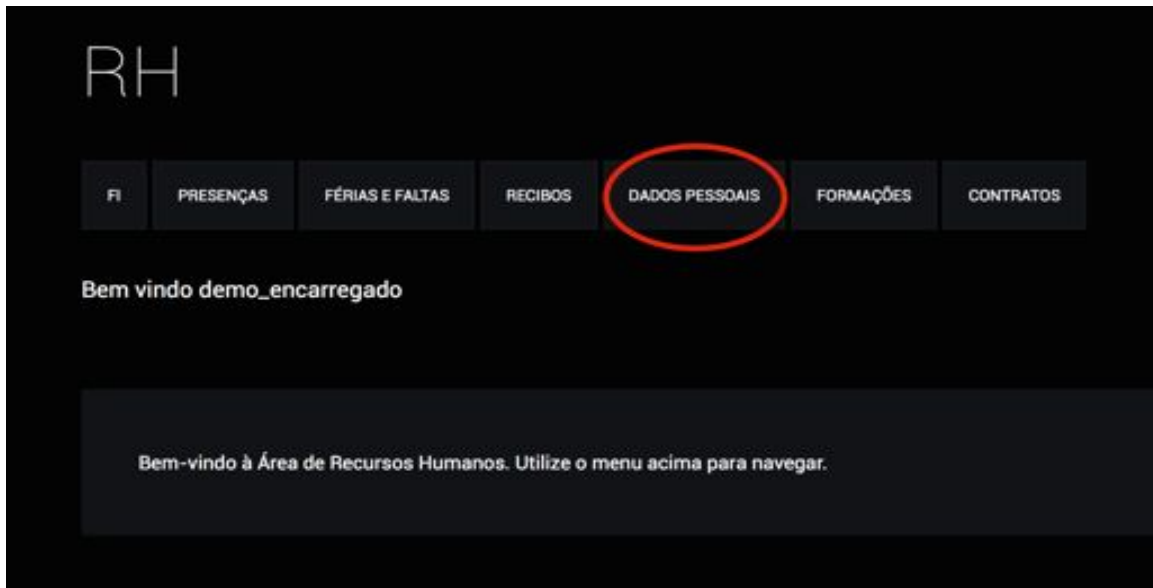 RH
FI PRESENÇAS FÉRIAS E FALTAS RECIBOS DADOS PESSOAIS FORMAÇÕES CONTRATOS
Bem vindo demo_encarregado
Bem-vindo à Área de Recursos Humanos. Utilize o menu acima para navegar.